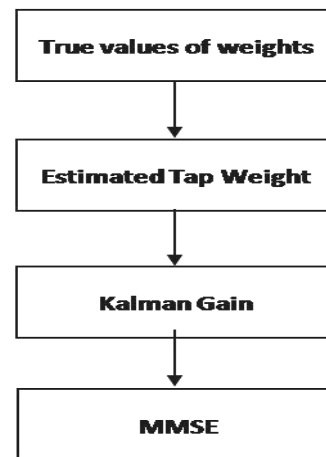 True values of weights
Estimated Tap Weight
Kalman Gain
MMSE